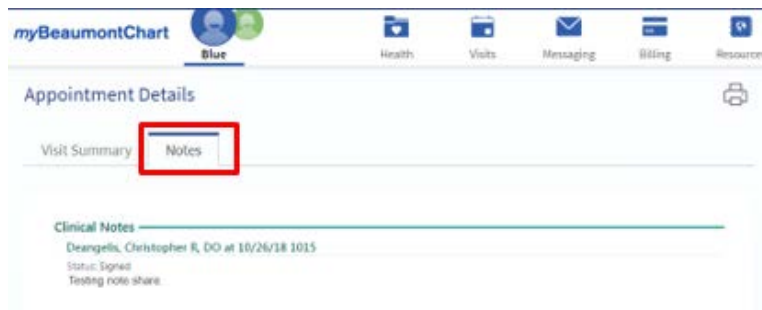 myBeaumontChart
Blue
Health
Visits
Messaging
Billing
Resource
Appointment Details
Visit Summary
Notes
Clinical Notes
Deangelis, Christopher R, DO at 10/26/18 1015
Status: Signed
Testing note share.